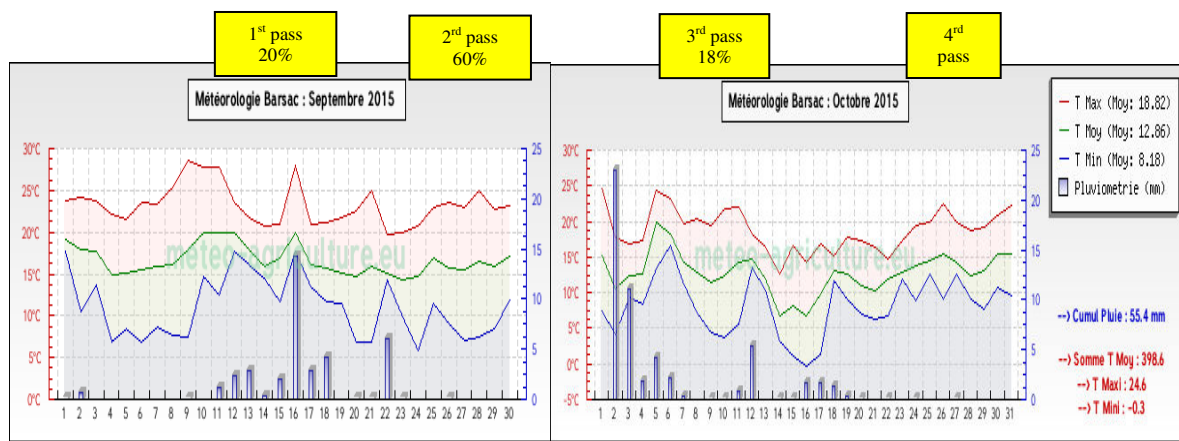 1st pass
20%
2rd pass
60%
3rd pass
18%
4rd
pass
Météorologie Barsac : Septembre 2015
30°C
25°C
20°C
15°C
10°C
5°C
0°C
25
20
15
10
5
0
meteo-agriculture.eu
1 2 3 4 5 6 7 8 9 10 11 12 13 14 15 16 17 18 19 20 21 22 23 24 25 26 27 28 29 30
Météorologie Barsac : Octobre 2015
30°C
25°C
20°C
15°C
10°C
5°C
0°C
-5°C
25
20
15
10
5
0
meteo-agriculture.eu
1 2 3 4 5 6 7 8 9 10 11 12 13 14 15 16 17 18 19 20 21 22 23 24 25 26 27 28 29 30 31
T Max (Moy: 18.82)
T Moy (Moy: 12.86)
T Min (Moy: 8.18)
Pluviometrie (mm)
--> Cumul Pluie : 55.4 mm
--> Somme T Moy : 398.6
--> T Maxi : 24.6
--> T Mini : -0.3